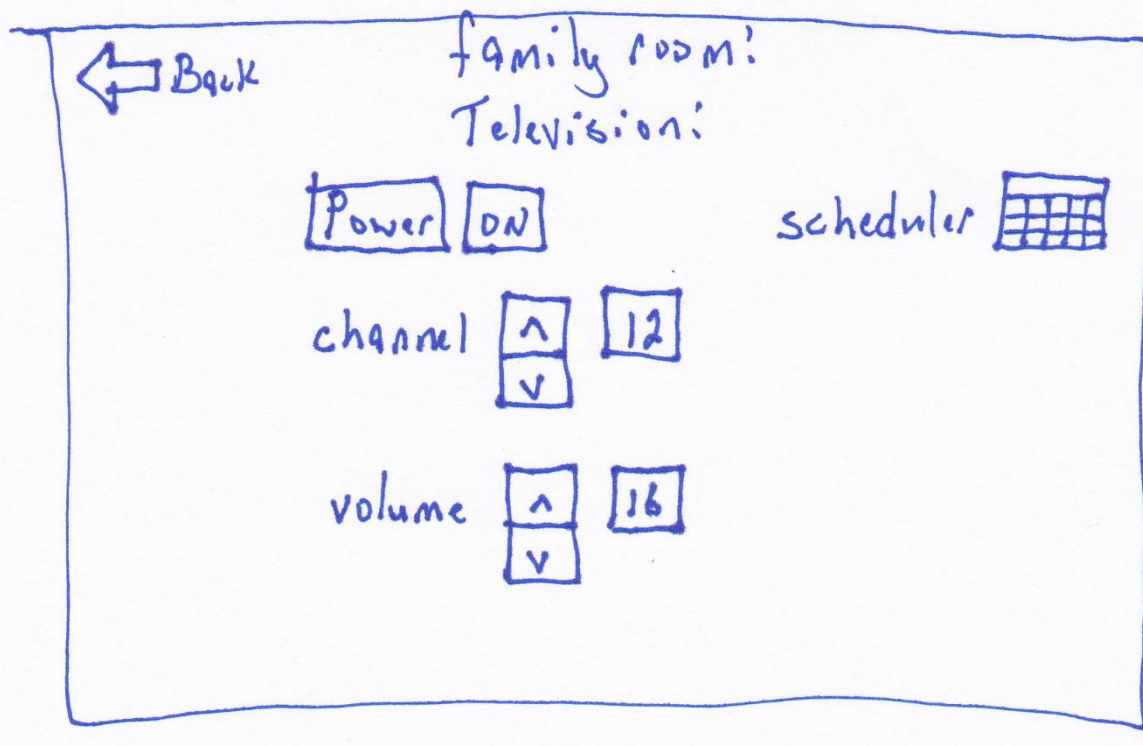 Back
family room:
Television:
Power ON
scheduler
channel ^ 12
v
volume ^ 16
v